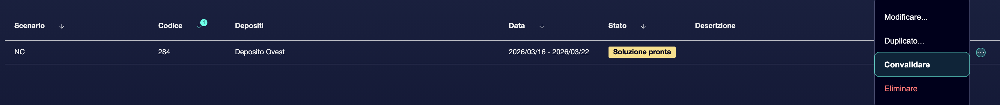 Scenario Codice 1 Depositi Data Stato Descrizione
NC 284 Deposito Ovest 2026/03/16 - 2026/03/22 Soluzione pronta
Modificare...
Duplicato...
Convalidare
Eliminare